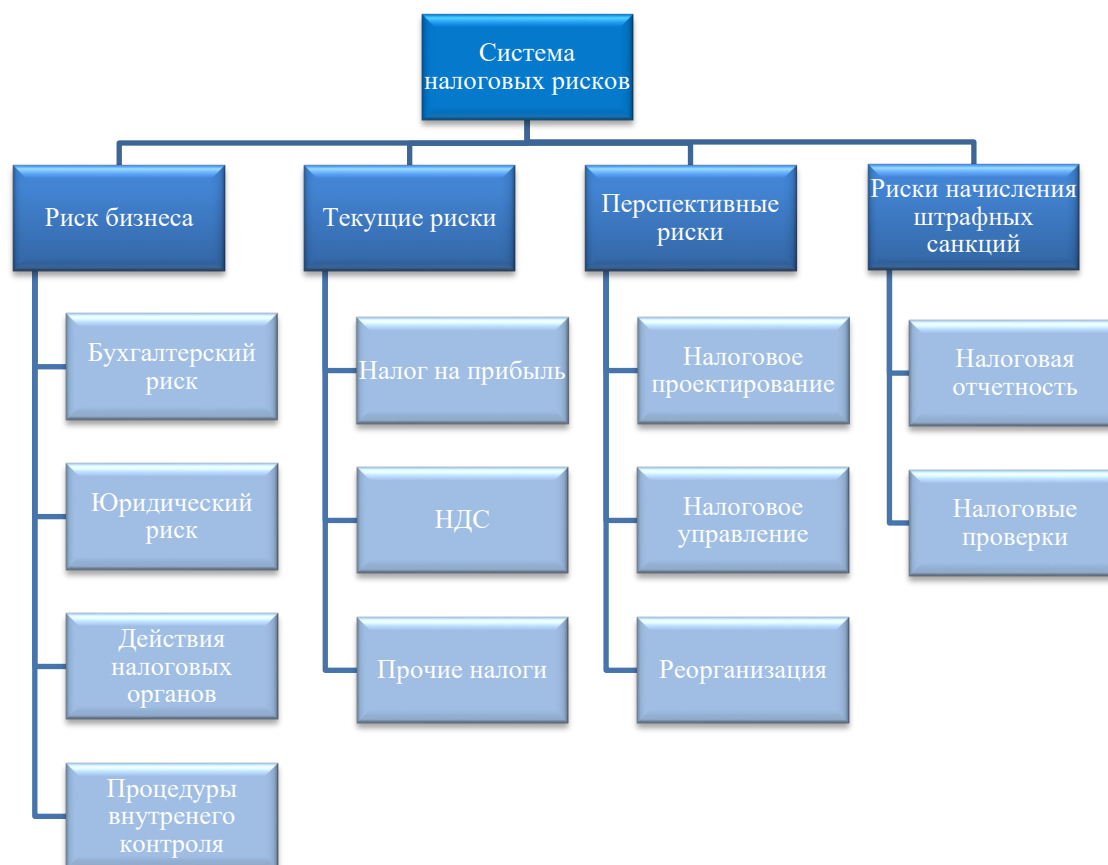 Система
налоговых рисков
Риск бизнеса
Бухгалтерский
риск
Юридический
риск
Действия
налоговых
органов
Процедуры
внутренего
контроля
Текущие риски
Налог на прибыль
НДС
Прочие налоги
Перспективные
риски
Налоговое
проектирование
Налоговое
управление
Реорганизация
Риски начисления
штрафных
санкций
Налоговая
отчетность
Налоговые
проверки